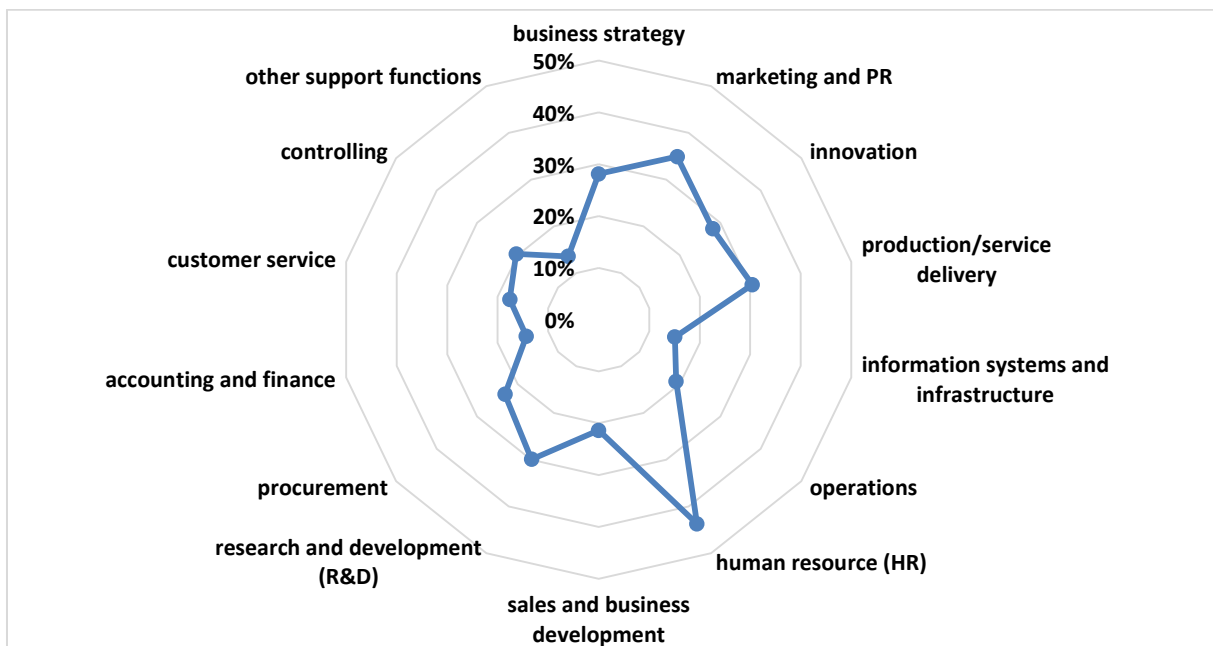 business strategy
50%
other support functions
marketing and PR
40%
controlling
innovation
30%
20%
production/service
delivery
customer service
10%
0%
accounting and finance
information systems and
infrastructure
procurement
operations
research and development
(R&D)
human resource (HR)
sales and business
development